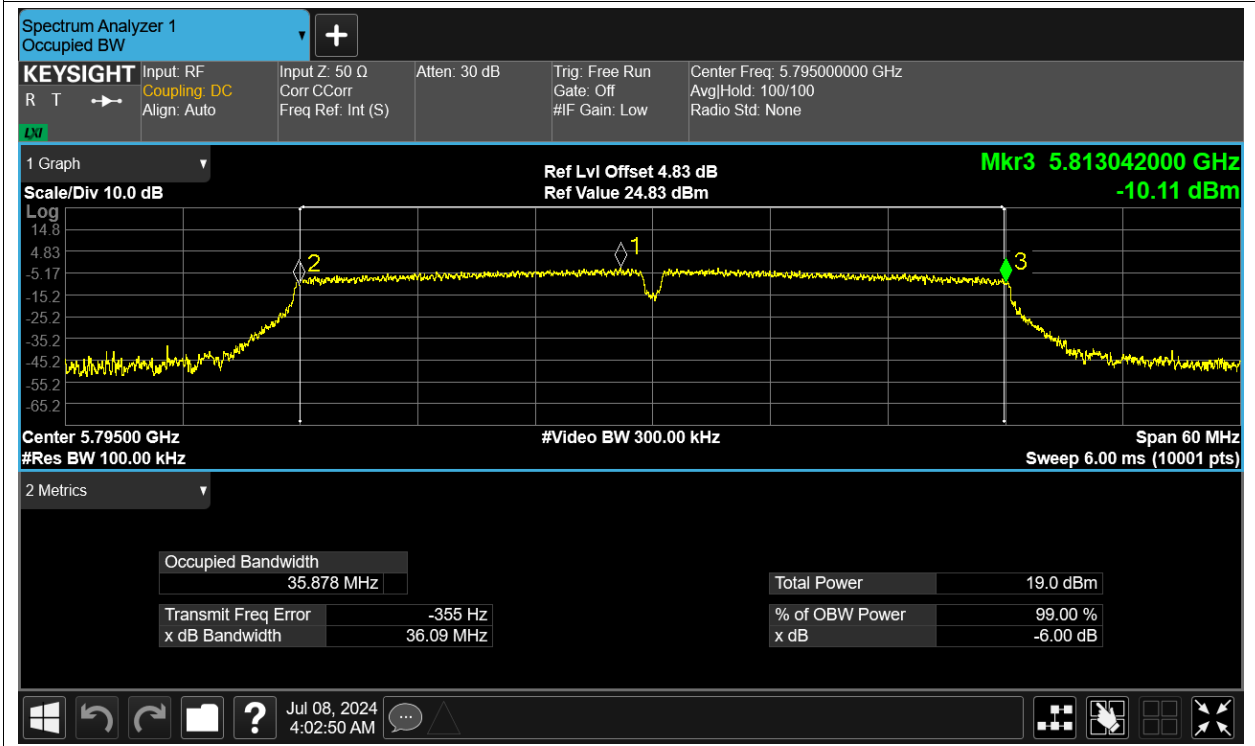 Spectrum Analyzer 1
Occupied BW
KEYSIGHT
R T
LXI
Input: RF
Coupling: DC
Align: Auto
Input Z: 50 Ω
Corr CCorr
Freq Ref: Int (S)
Atten: 30 dB
Trig: Free Run
Gate: Off
#IF Gain: Low
Center Freq: 5.795000000 GHz
Avg|Hold: 100/100
Radio Std: None
1 Graph
Scale/Div 10.0 dB
Ref Lvl Offset 4.83 dB
Ref Value 24.83 dBm
Mkr3 5.813042000 GHz
-10.11 dBm
Log
14.8
4.83
-5.17
-15.2
-25.2
-35.2
-45.2
-55.2
-65.2
2
1
3
Center 5.79500 GHz
#Res BW 100.00 kHz
#Video BW 300.00 kHz
Span 60 MHz
Sweep 6.00 ms (10001 pts)
2 Metrics
Occupied Bandwidth
35.878 MHz
Transmit Freq Error -355 Hz
x dB Bandwidth 36.09 MHz
Total Power 19.0 dBm
% of OBW Power 99.00 %
x dB -6.00 dB
?
Jul 08, 2024
4:02:50 AM